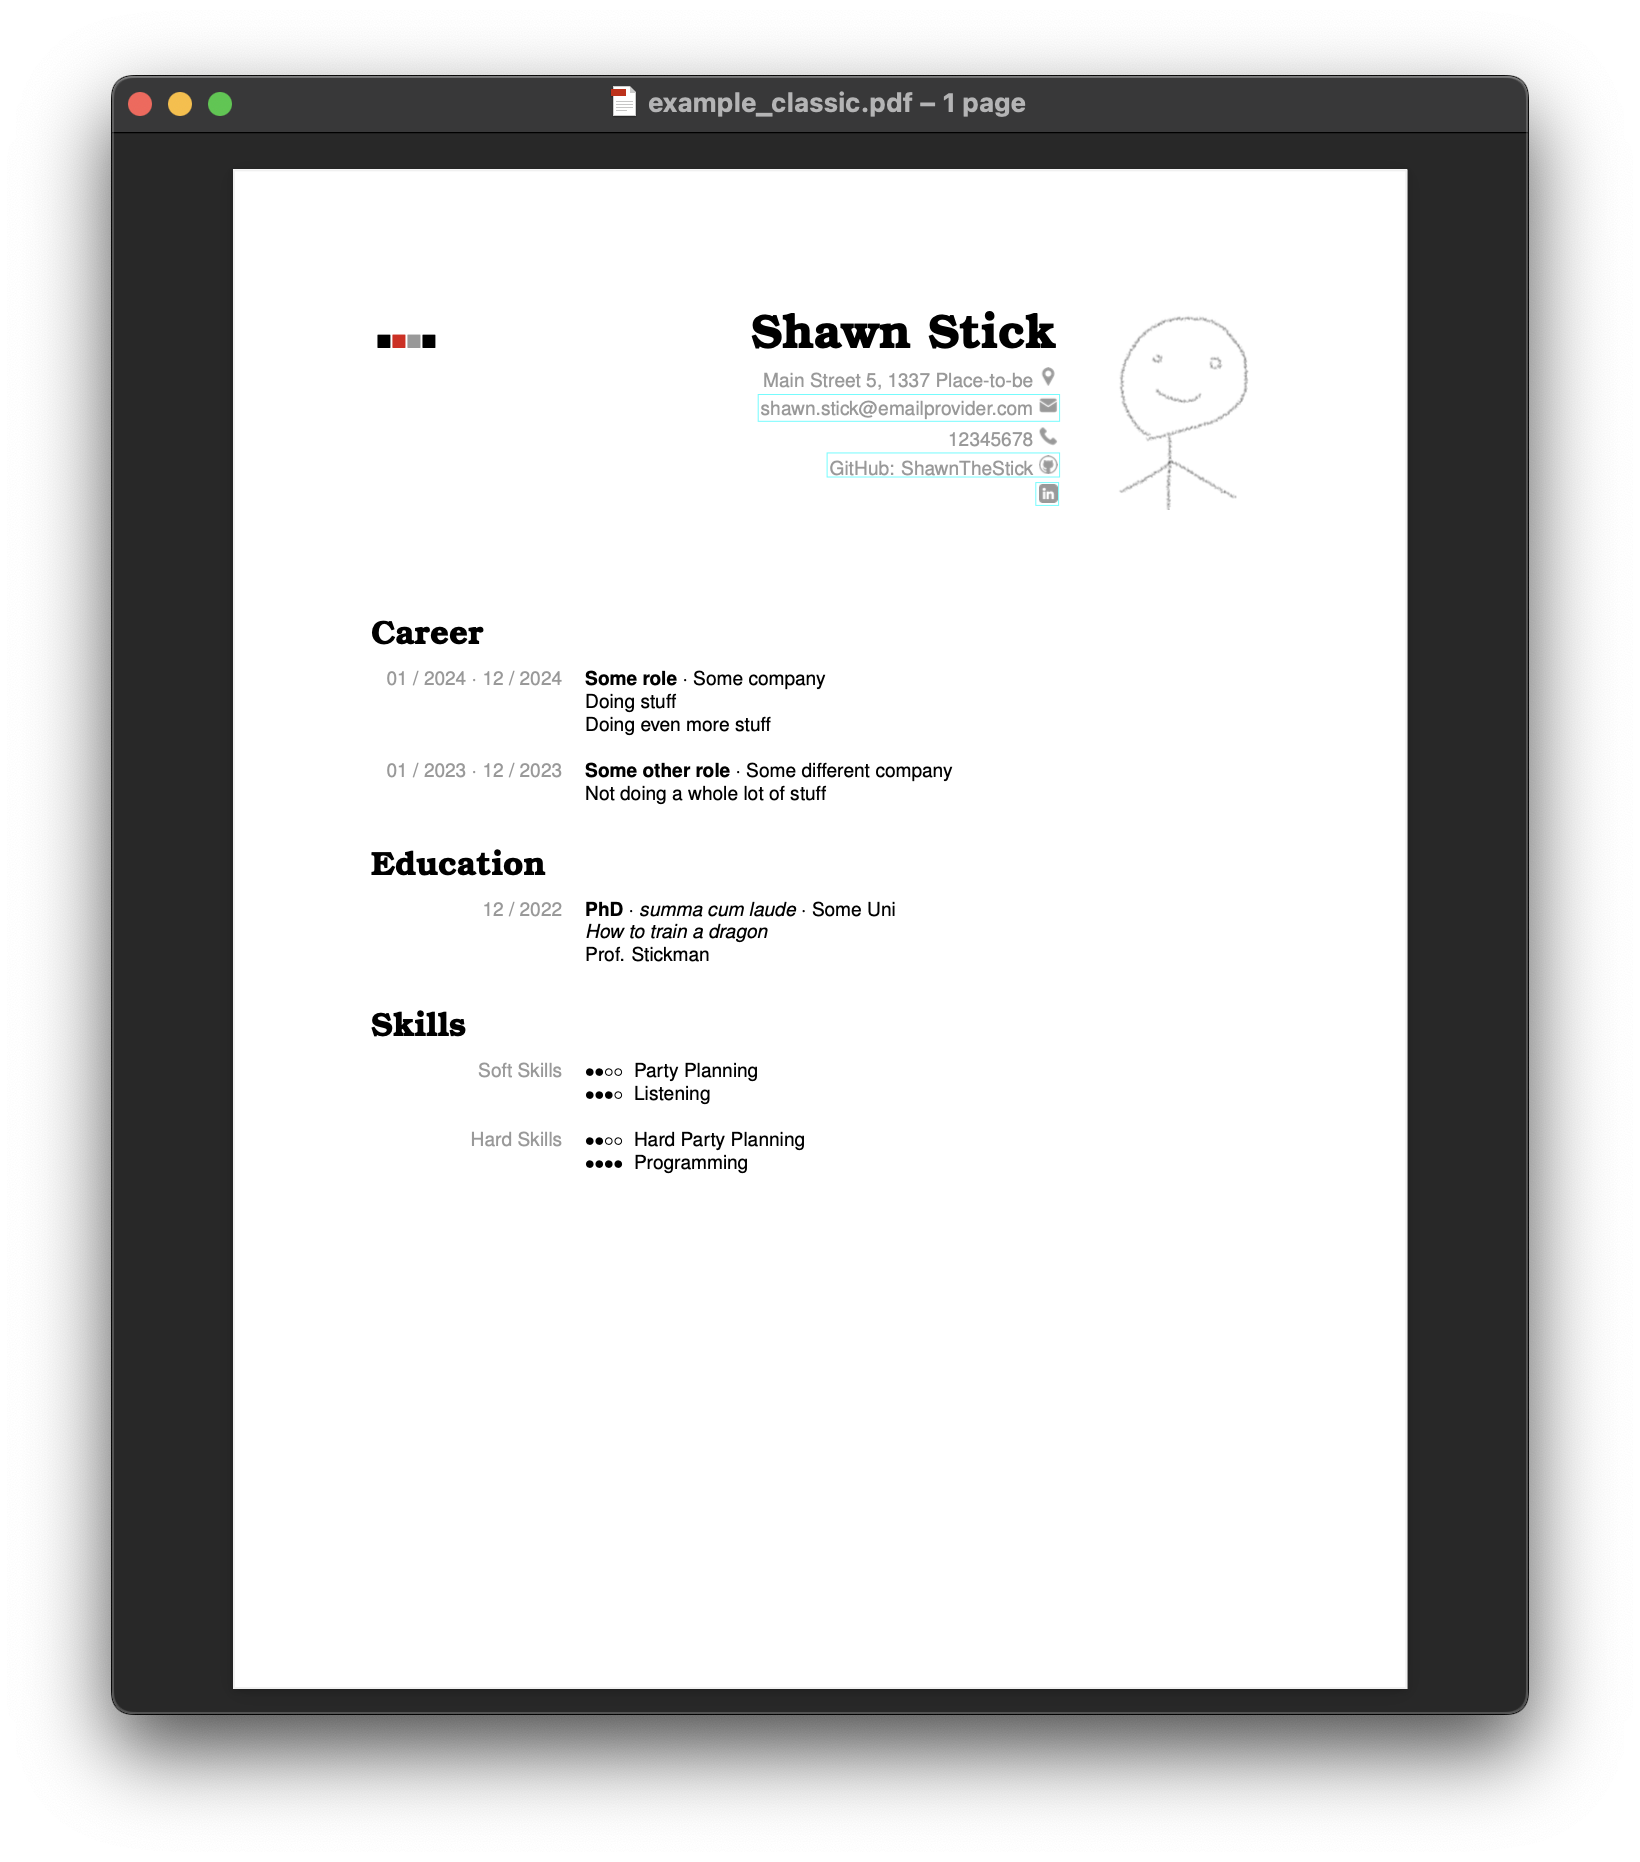 example_classic.pdf – 1 page
Shawn Stick
Main Street 5, 1337 Place-to-be
shawn.stick@emailprovider.com
12345678
GitHub: ShawnTheStick
in
Career
01 / 2024 · 12 / 2024 Some role · Some company
Doing stuff
Doing even more stuff
01 / 2023 · 12 / 2023 Some other role · Some different company
Not doing a whole lot of stuff
Education
12 / 2022 PhD · summa cum laude · Some Uni
How to train a dragon
Prof. Stickman
Skills
Soft Skills ●●○○ Party Planning
●●●○ Listening
Hard Skills ●●○○ Hard Party Planning
●●●● Programming